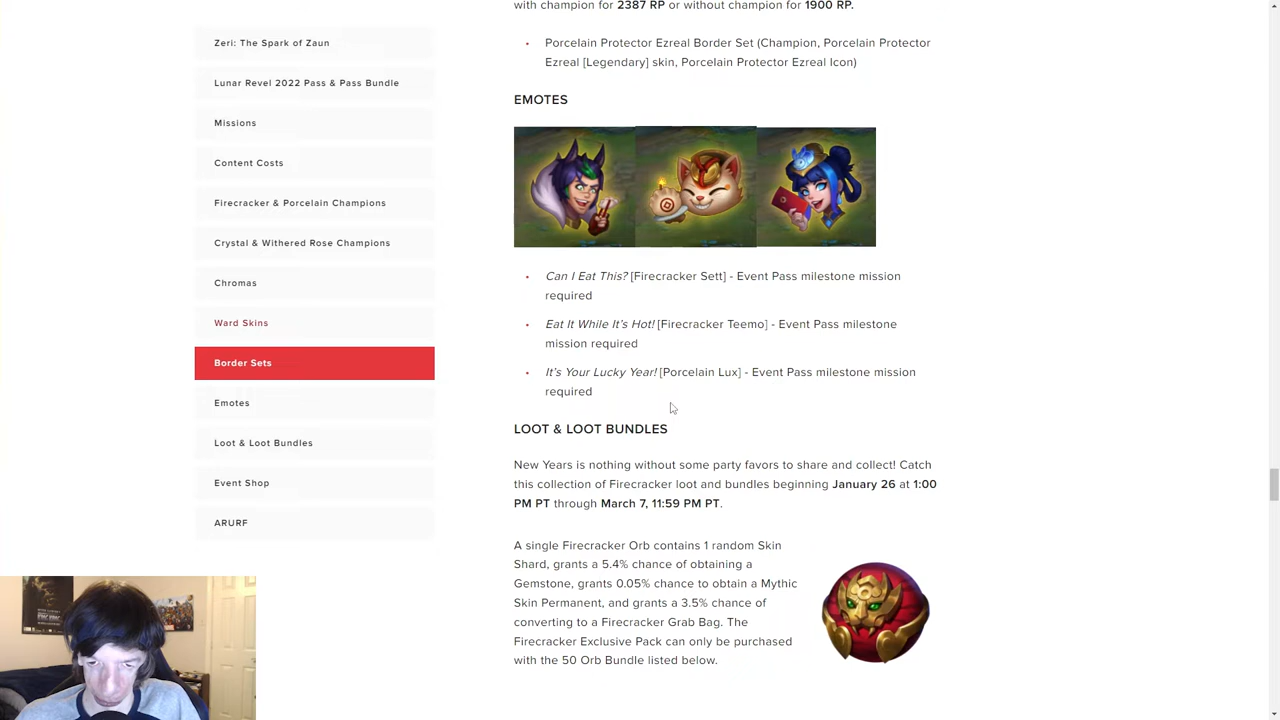 with champion for 2387 RP or without champion for 1900 RP.
Zeri: The Spark of Zaun
Lunar Revel 2022 Pass & Pass Bundle
Missions
Content Costs
Firecracker & Porcelain Champions
Crystal & Withered Rose Champions
Chromas
Ward Skins
Border Sets
Emotes
Loot & Loot Bundles
Event Shop
ARURF
• Porcelain Protector Ezreal Border Set (Champion, Porcelain Protector
Ezreal [Legendary] skin, Porcelain Protector Ezreal Icon)
EMOTES
• Can I Eat This? [Firecracker Sett] - Event Pass milestone mission
required
• Eat It While It's Hot! [Firecracker Teemo] - Event Pass milestone
mission required
• It's Your Lucky Year! [Porcelain Lux] - Event Pass milestone mission
required
LOOT & LOOT BUNDLES
New Years is nothing without some party favors to share and collect! Catch
this collection of Firecracker loot and bundles beginning January 26 at 1:00
PM PT through March 7, 11:59 PM PT.
A single Firecracker Orb contains 1 random Skin
Shard, grants a 5.4% chance of obtaining a
Gemstone, grants 0.05% chance to obtain a Mythic
Skin Permanent, and grants a 3.5% chance of
converting to a Firecracker Grab Bag. The
Firecracker Exclusive Pack can only be purchased
with the 50 Orb Bundle listed below.